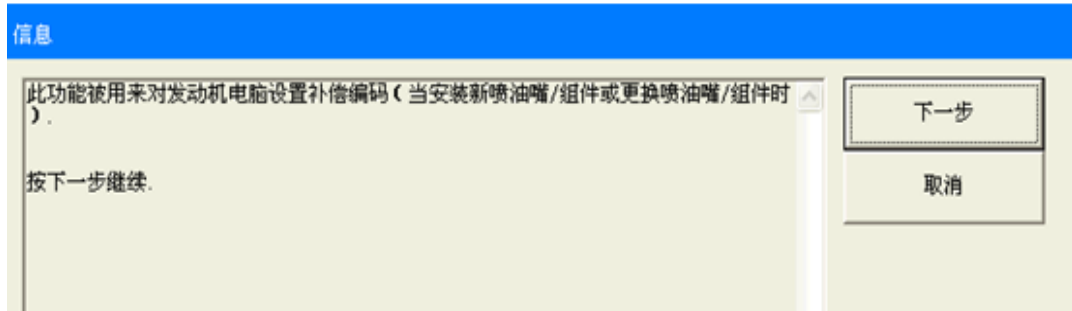 信息
此功能被用来对发动机电脑设置补偿编码(当安装新喷油嘴/组件或更换喷油嘴/组件时
).
按下一步继续.
下一步
取消